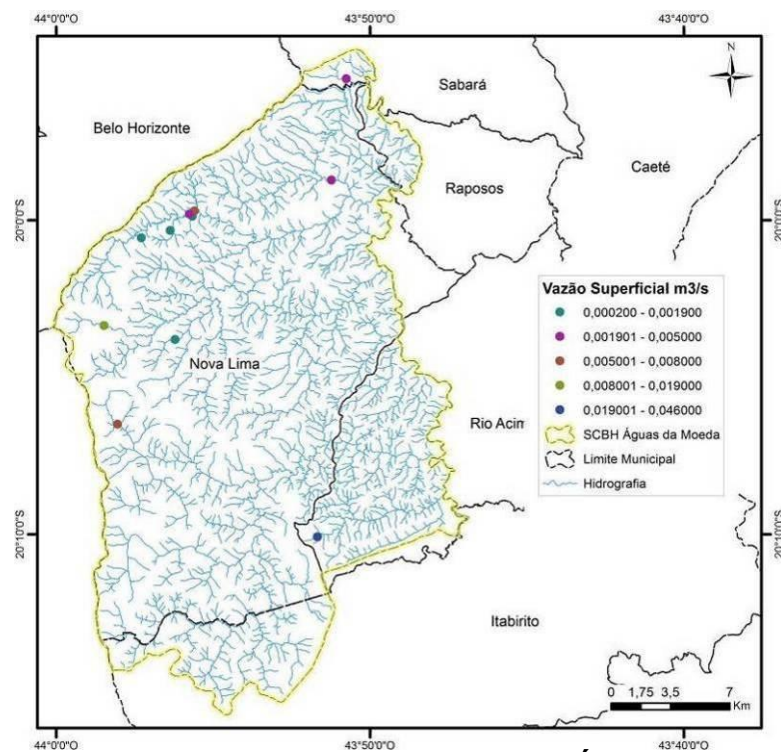 44°0'0"O
43°50'0"O
43°40'0"O
N
Sabará
Belo Horizonte
Caeté
Raposos
20°0'0"S
20°0'0"S
Vazão Superficial m3/s
0,000200 - 0,001900
0,001901 - 0,005000
0,005001 - 0,008000
0,008001 - 0,019000
0,019001 - 0,046000
SCBH Águas da Moeda
Limite Municipal
Hidrografia
Nova Lima
Rio Acim
20°10'0"S
20°10'0"S
Itabirito
0 1,75 3,5 7
Km
44°0'0"O
43°50'0"O
43°40'0"O